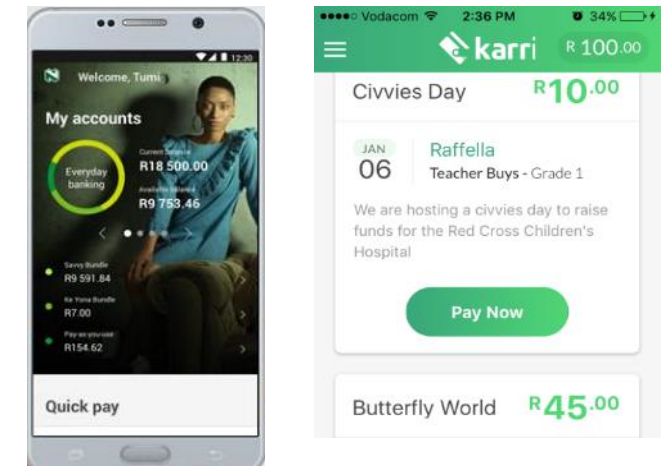 12:30
Welcome, Tumi
My accounts
Everyday
banking
Current balance
R18 500.00
Available balance
R9 753.46
Savvy Bundle
R9 591.84
Ke Yona Bundle
R7.00
Pay-as-you-use
R154.62
Quick pay
Vodacom 2:36 PM 34%
karri R 100.00
Civvies Day R10.00
JAN
06
Raffella
Teacher Buys - Grade 1
We are hosting a civvies day to raise
funds for the Red Cross Children's
Hospital
Pay Now
Butterfly World R45.00